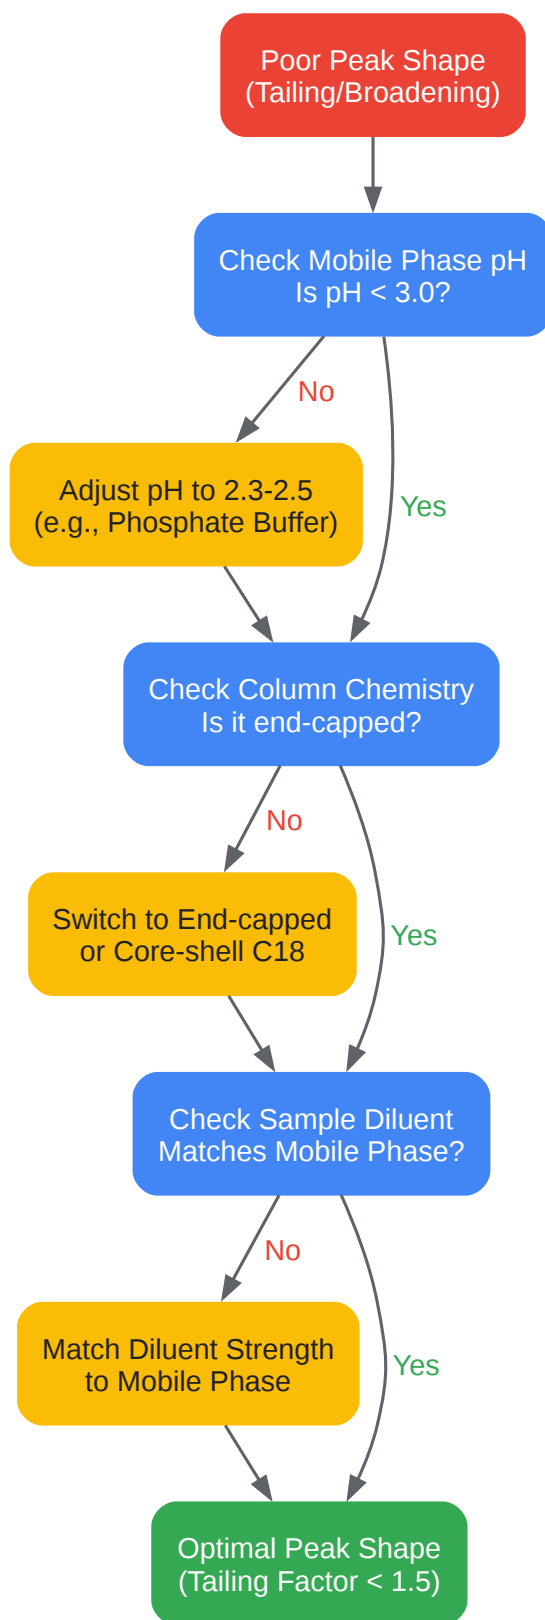 Poor Peak Shape
(Tailing/Broadening)
Check Mobile Phase pH
Is pH < 3.0?
No
Adjust pH to 2.3-2.5
(e.g., Phosphate Buffer)
Yes
Check Column Chemistry
Is it end-capped?
No
Switch to End-capped
or Core-shell C18
Yes
Check Sample Diluent
Matches Mobile Phase?
No
Match Diluent Strength
to Mobile Phase
Yes
Optimal Peak Shape
(Tailing Factor < 1.5)